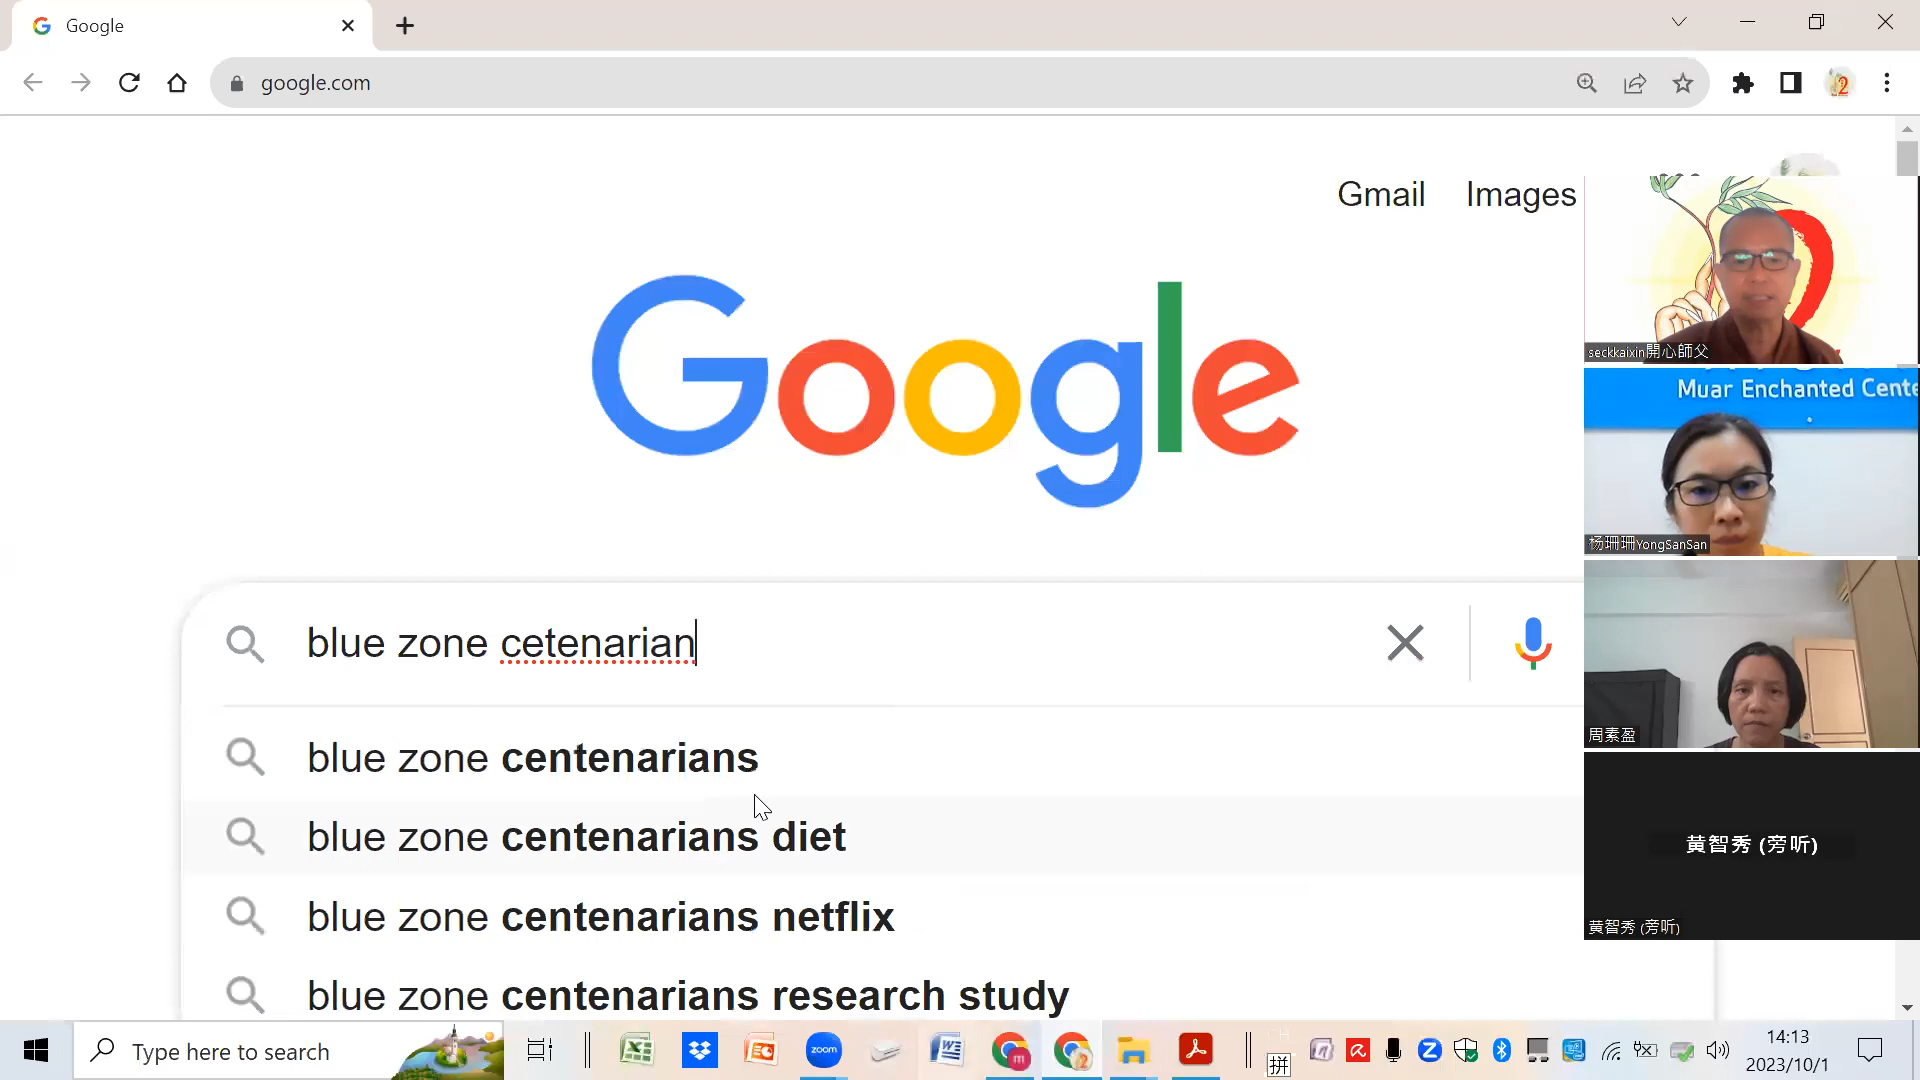 Google
google.com
Gmail
Images
Google
blue zone cetenarian
blue zone centenarians
blue zone centenarians diet
blue zone centenarians netflix
blue zone centenarians research study
seckkaixin開心師父
Muar Enchanted Cente
杨珊珊YongSanSan
周素盈
黄智秀 (旁听)
黄智秀 (旁听)
Type here to search
zoom
拼
14:13
2023/10/1